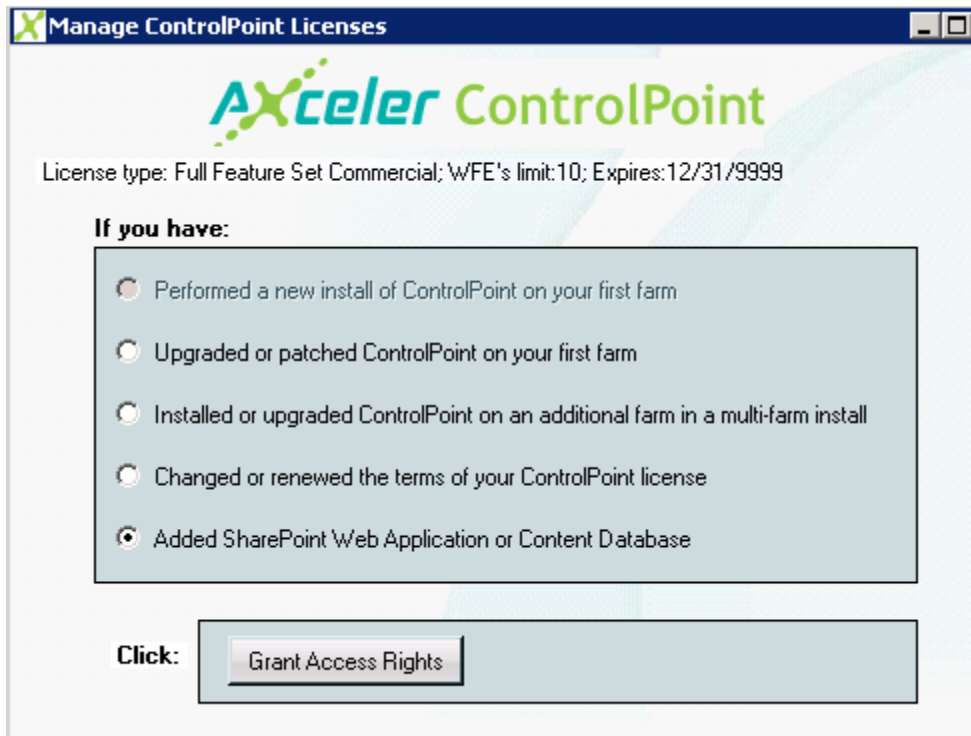 Manage ControlPoint Licenses
AXceler ControlPoint
License type: Full Feature Set Commercial; WFE's limit:10; Expires:12/31/9999
If you have:
Performed a new install of ControlPoint on your first farm
Upgraded or patched ControlPoint on your first farm
Installed or upgraded ControlPoint on an additional farm in a multi-farm install
Changed or renewed the terms of your ControlPoint license
Added SharePoint Web Application or Content Database
Click:
Grant Access Rights